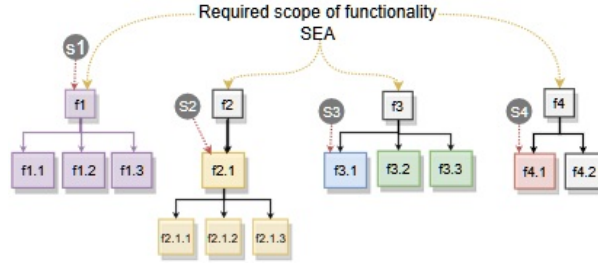 Required scope of functionality
SEA
s1
f1
S2
f2
S3
f3
S4
f4
f1.1 f1.2 f1.3
f2.1
f3.1 f3.2 f3.3
f4.1 f4.2
f2.1.1 f2.1.2 f2.1.3